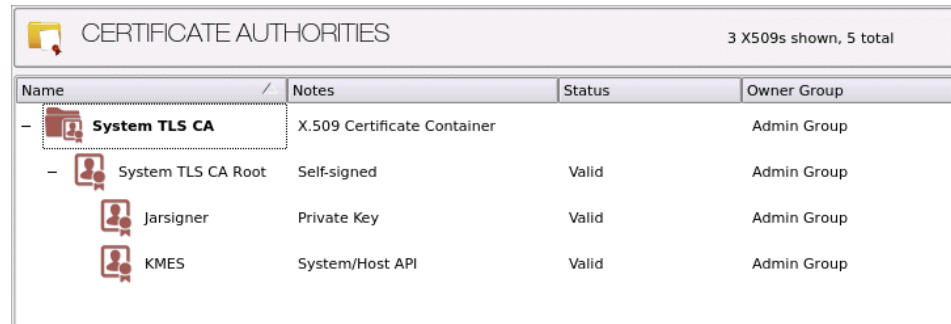 CERTIFICATE AUTHORITIES
3 X509s shown, 5 total
Name Notes Status Owner Group
System TLS CA X.509 Certificate Container Admin Group
System TLS CA Root Self-signed Valid Admin Group
Jarsigner Private Key Valid Admin Group
KMES System/Host API Valid Admin Group